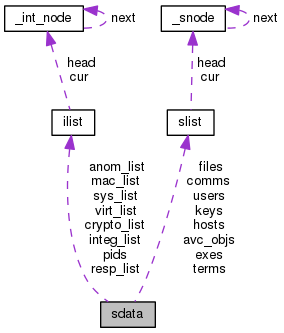 _int_node
next
_snode
next
head
cur
head
cur
ilist
slist
anom_list
mac_list
sys_list
virt_list
crypto_list
integ_list
pids
resp_list
files
comms
users
keys
hosts
avc_objs
exes
terms
sdata